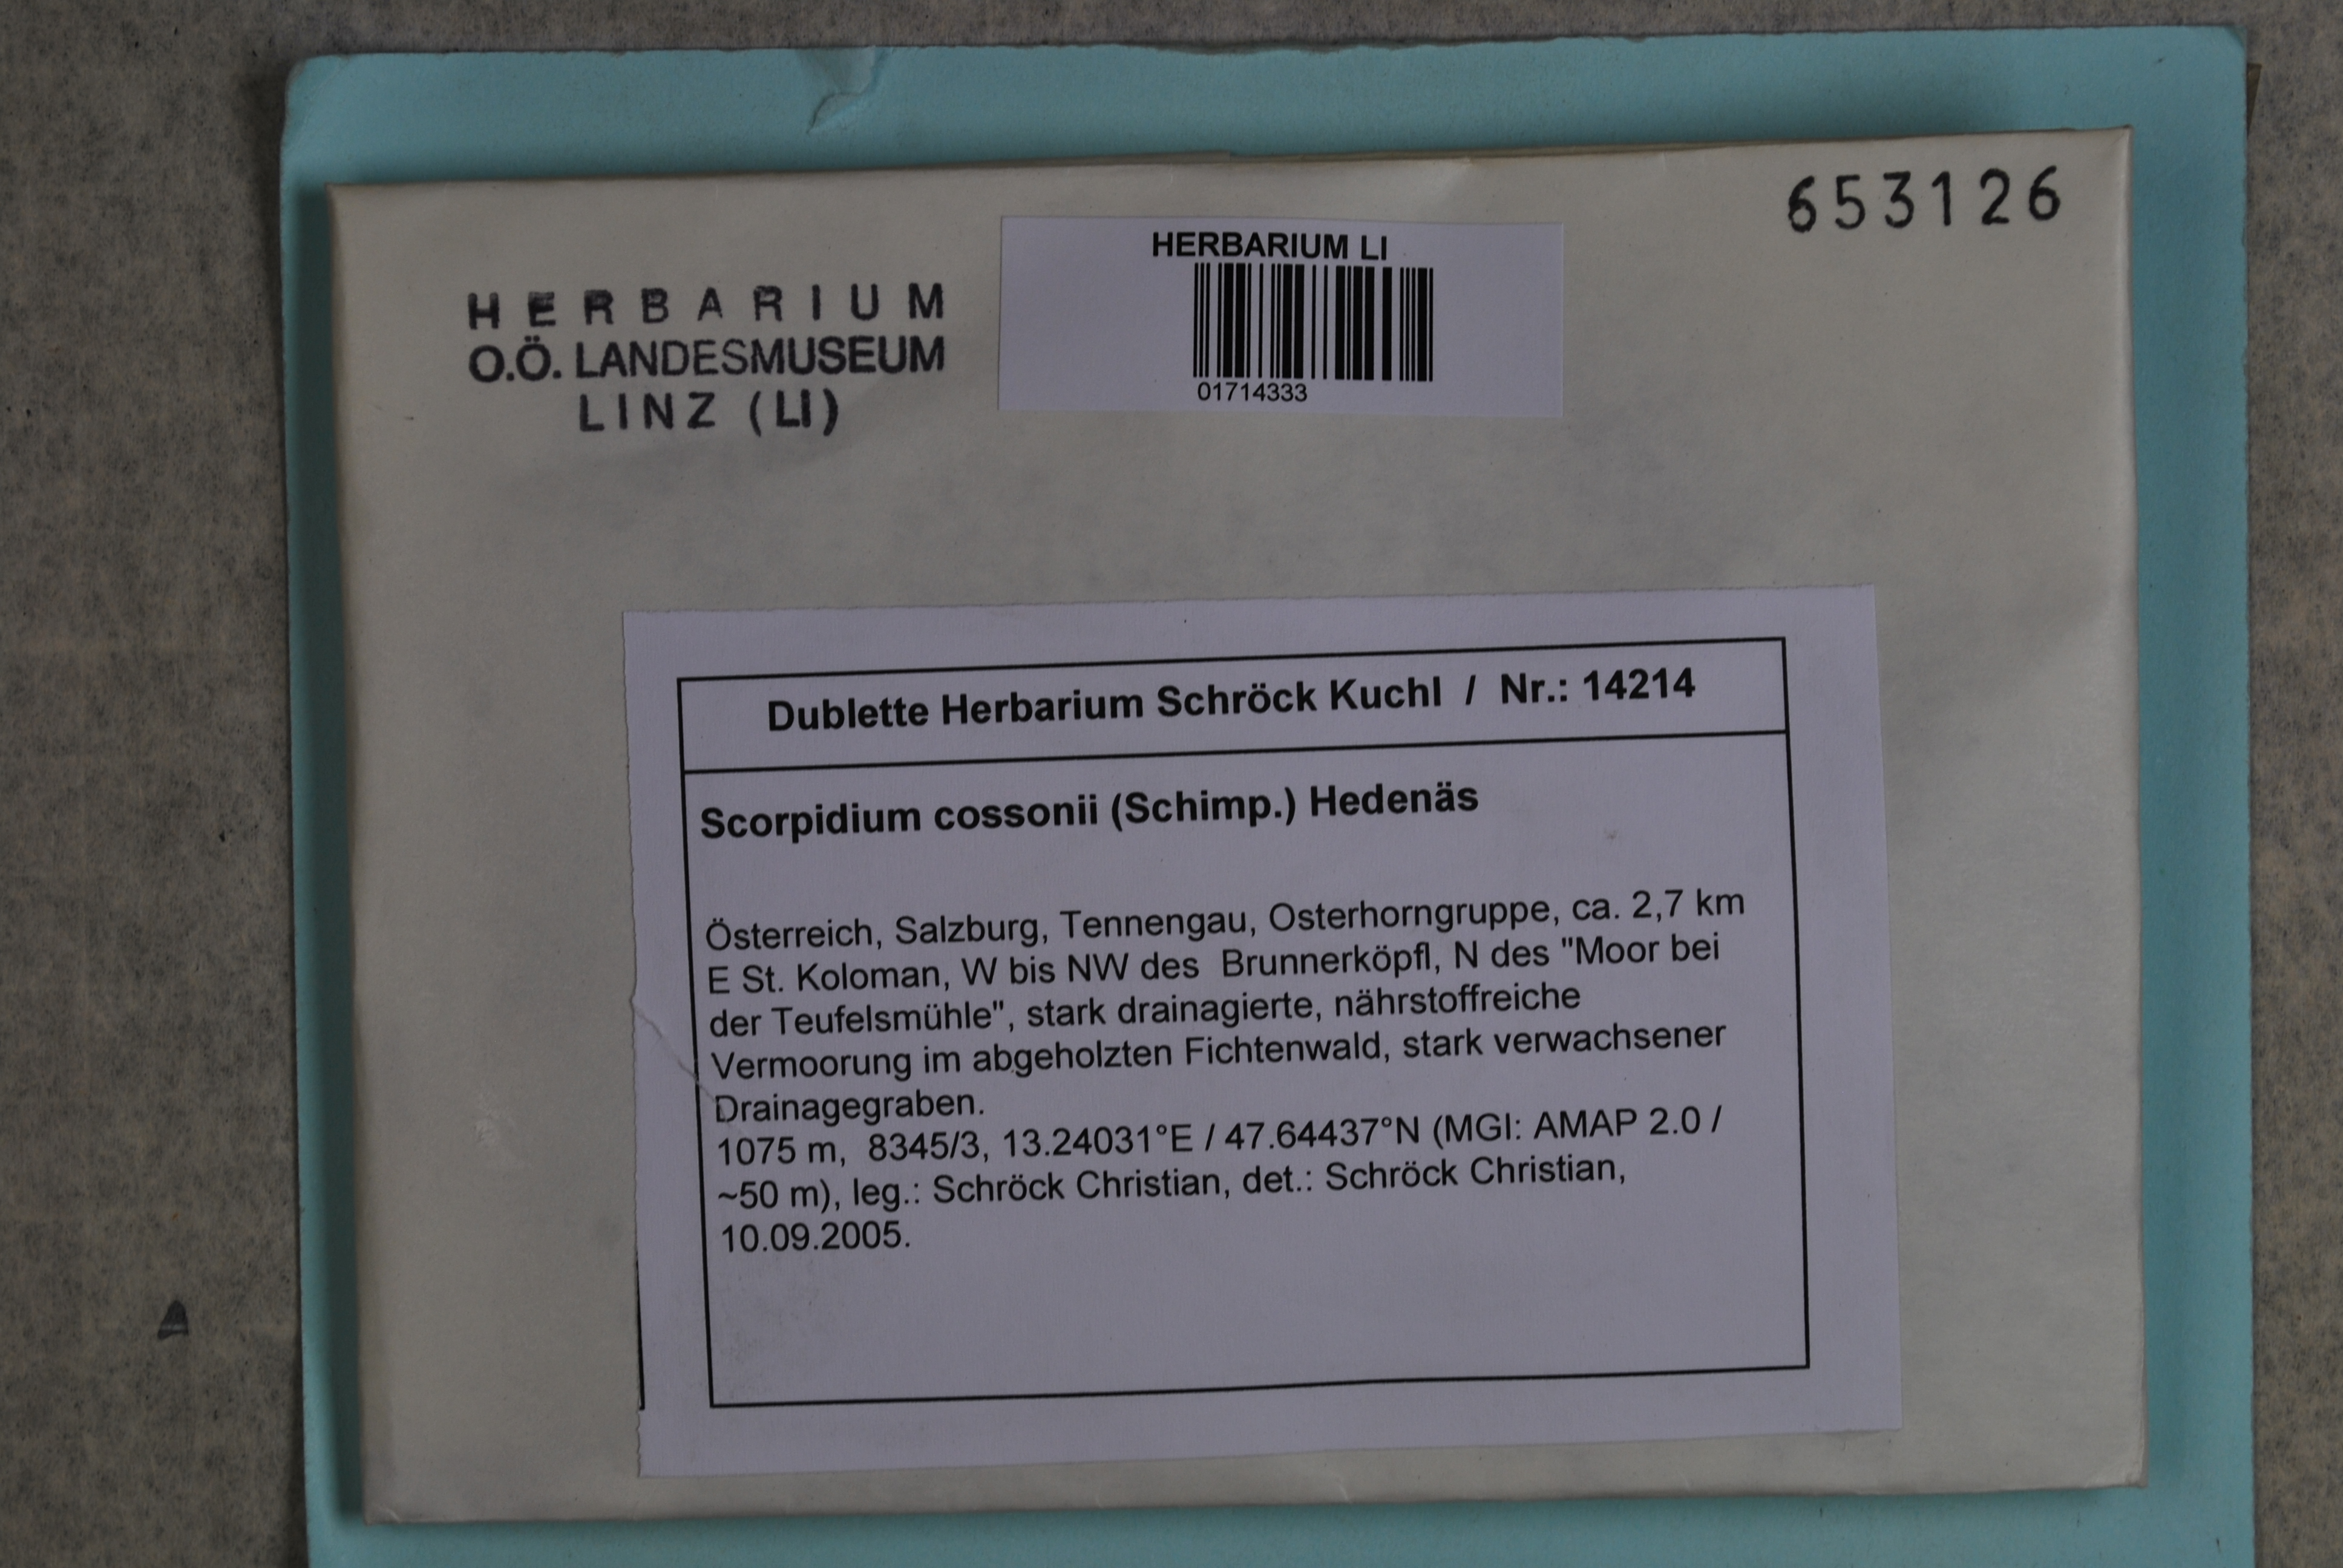 653126
HERBARIUM
O.Ö. LANDESMUSEUM
LINZ (LI)
HERBARIUM LI
01714333
Dublette Herbarium Schröck Kuchl / Nr.: 14214
Scorpidium cossonii (Schimp.) Hedenäs
Österreich, Salzburg, Tennengau, Osterhorngruppe, ca. 2,7 km
E St. Koloman, W bis NW des Brunnerköpfl, N des "Moor bei
der Teufelsmühle", stark drainagierte, nährstoffreiche
Vermoorung im abgeholzten Fichtenwald, stark verwachsener
Drainagegraben.
1075 m, 8345/3, 13.24031°E / 47.64437°N (MGI: AMAP 2.0 /
~50 m), leg.: Schröck Christian, det.: Schröck Christian,
10.09.2005.